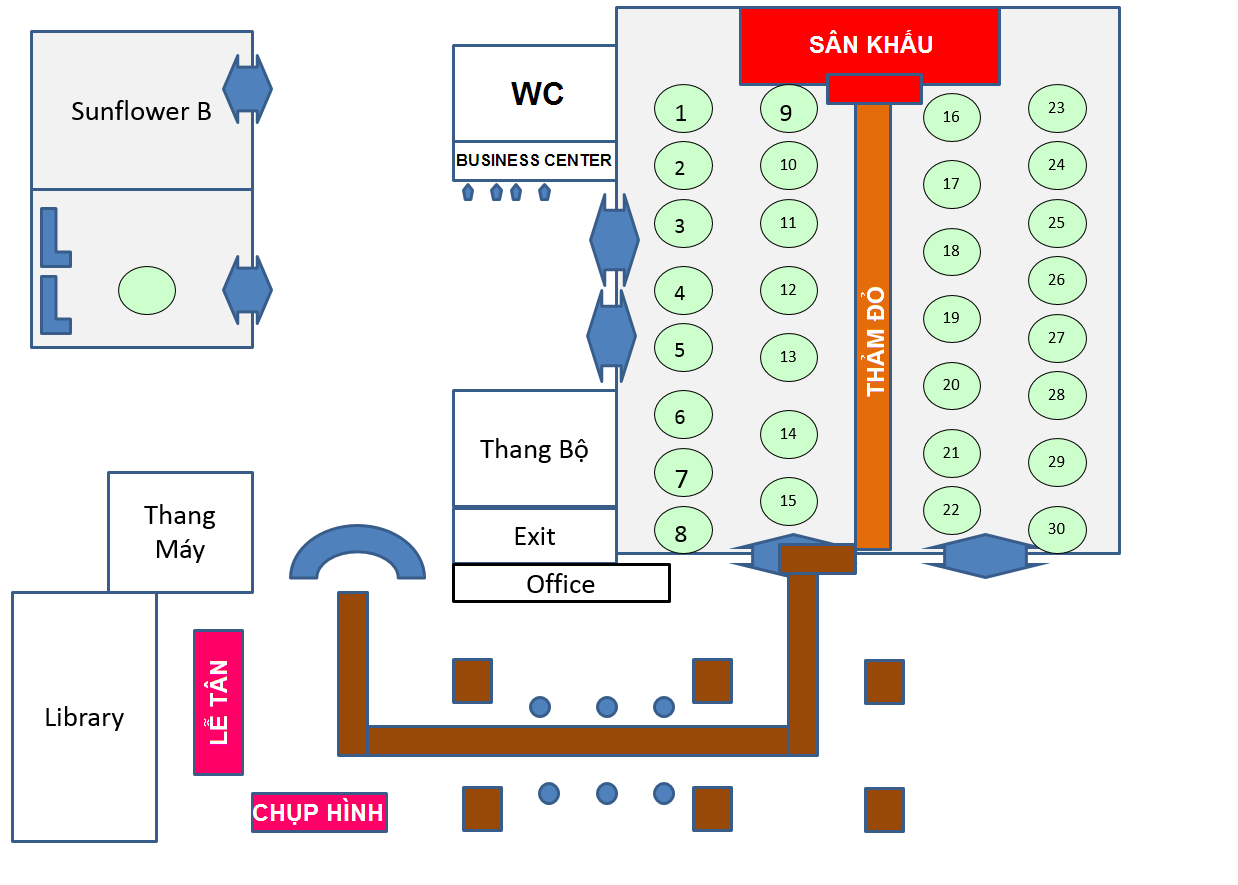 SÂN KHẤU
Sunflower B
WC
BUSINESS CENTER
1
2
3
4
5
6
7
8
9
10
11
12
13
14
15
THẢM ĐỎ
16
17
18
19
20
21
22
23
24
25
26
27
28
29
30
Thang Bộ
Exit
Office
Thang
Máy
Library
LỄ TÂN
CHỤP HÌNH